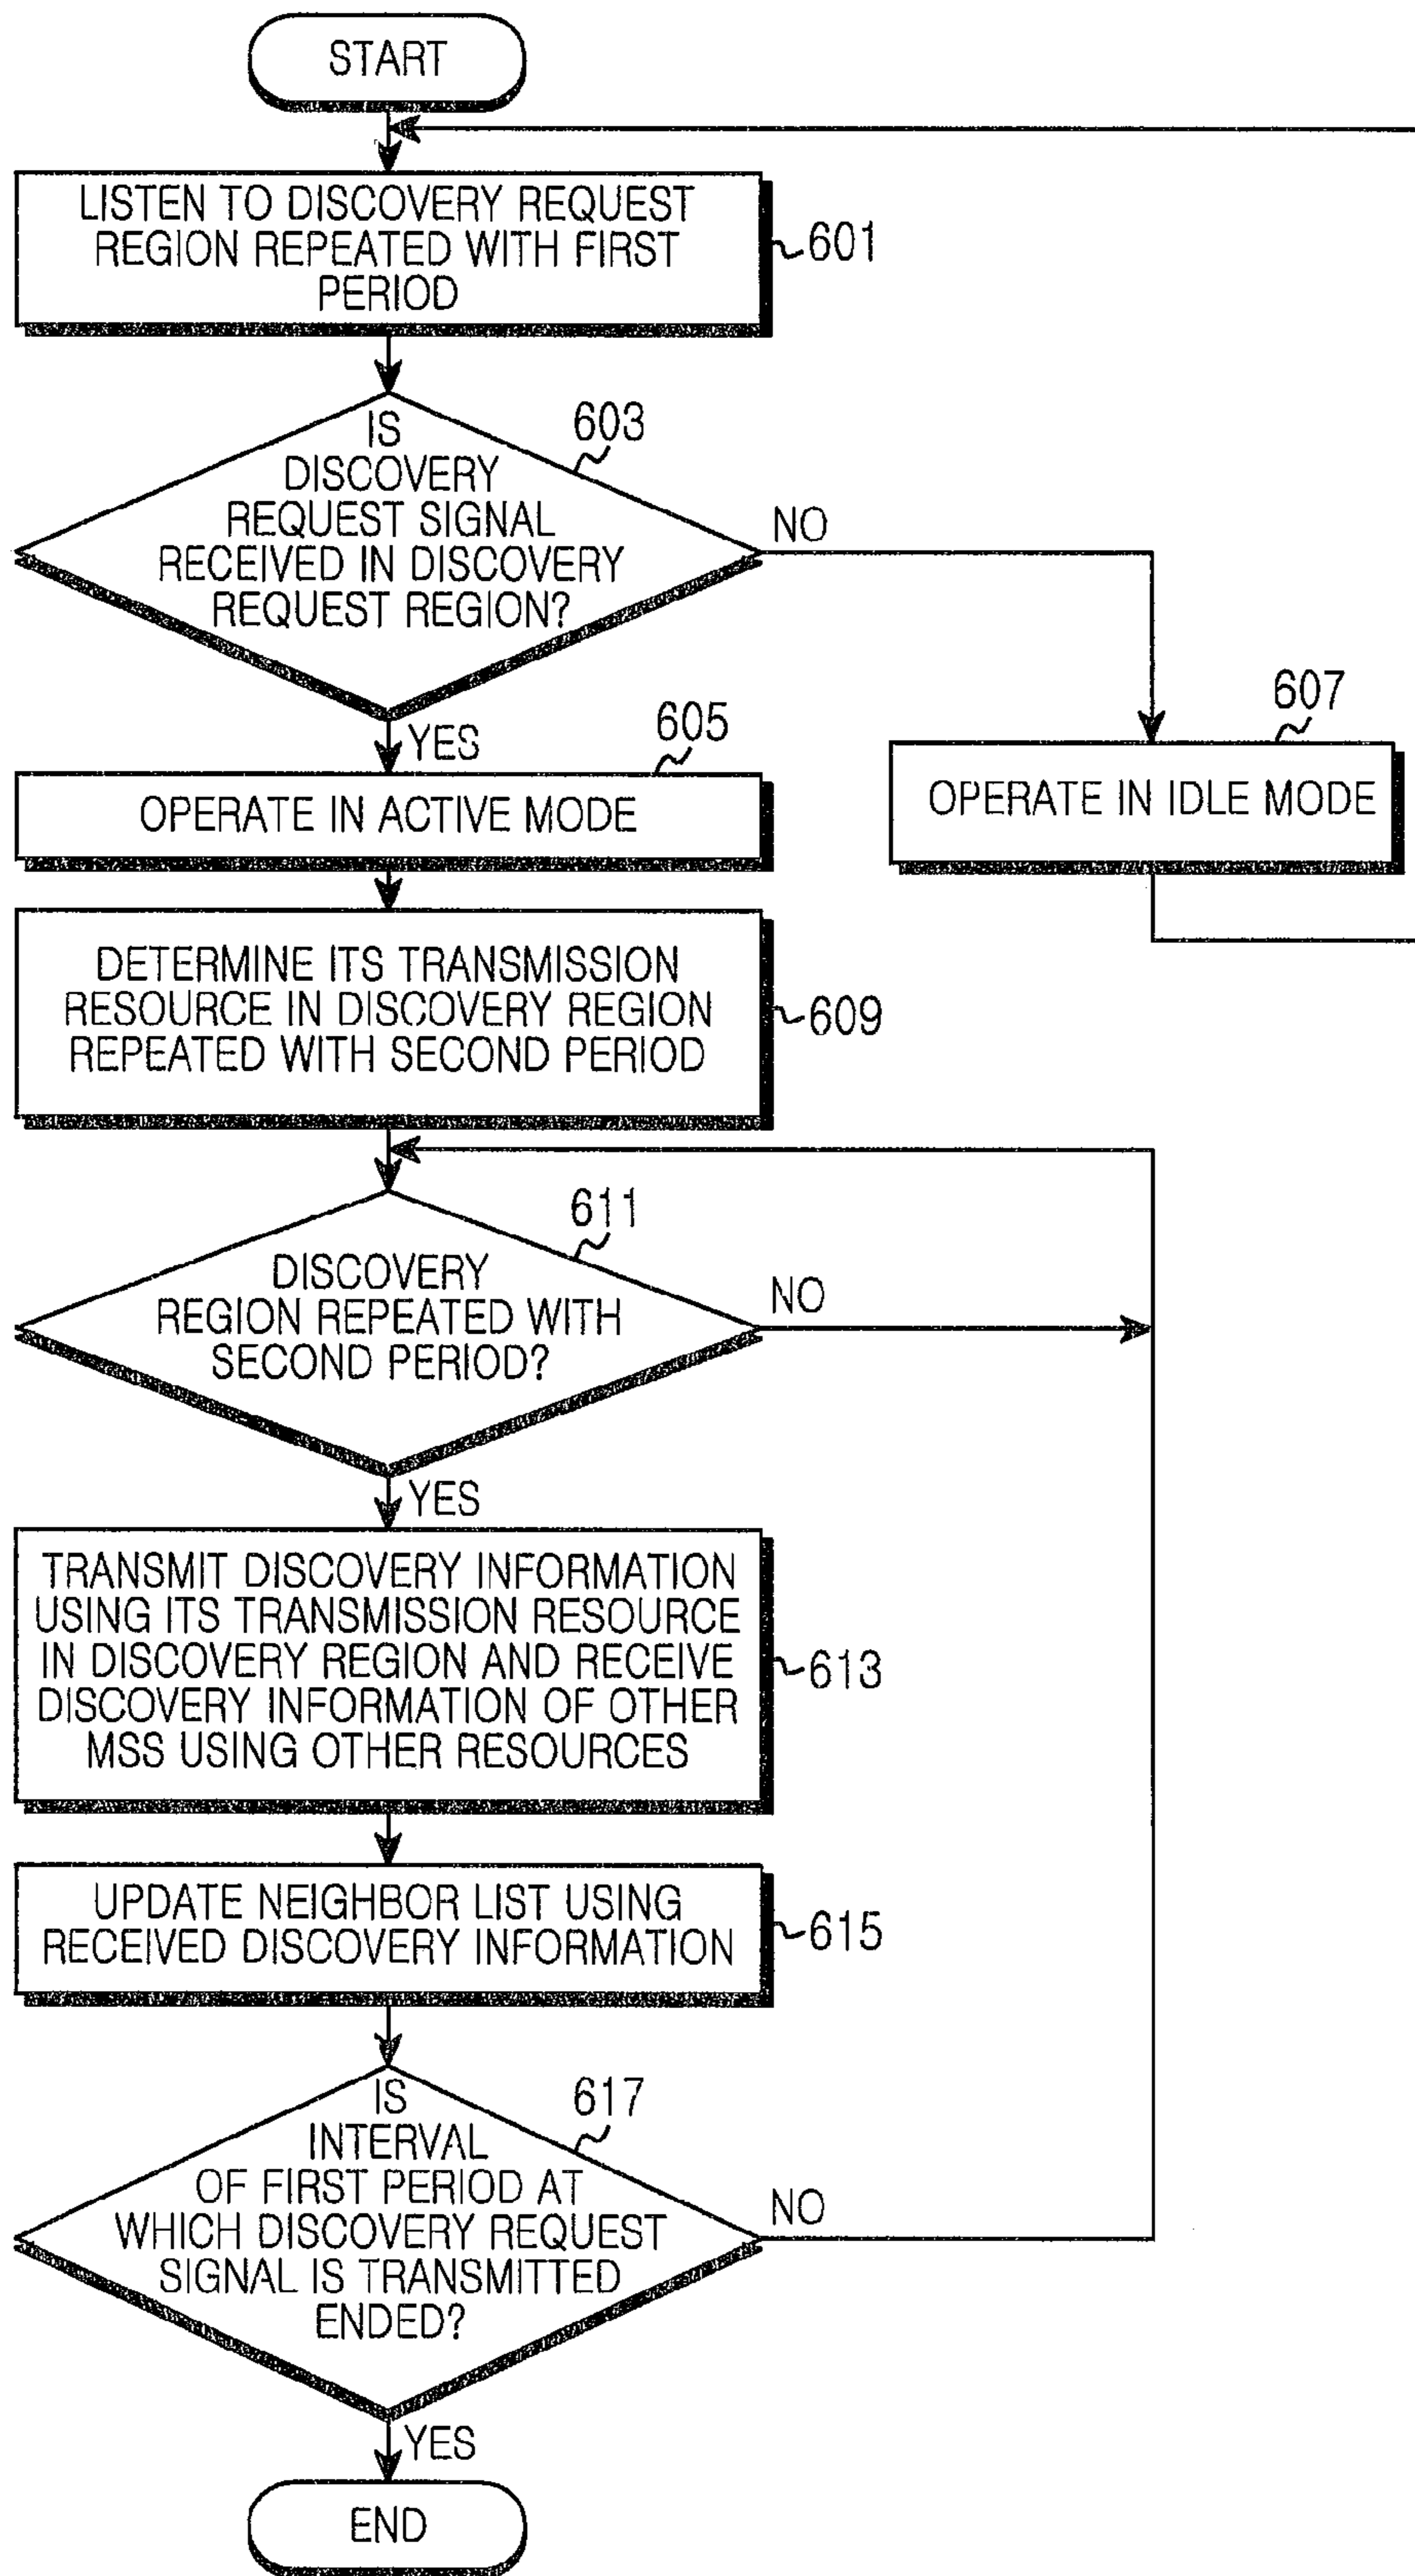 START
LISTEN TO DISCOVERY REQUEST
REGION REPEATED WITH FIRST
PERIOD
601
IS
DISCOVERY
REQUEST SIGNAL
RECEIVED IN DISCOVERY
REQUEST REGION?
603
NO
YES
605
OPERATE IN ACTIVE MODE
607
OPERATE IN IDLE MODE
DETERMINE ITS TRANSMISSION
RESOURCE IN DISCOVERY REGION
REPEATED WITH SECOND PERIOD
609
611
DISCOVERY
REGION REPEATED WITH
SECOND PERIOD?
NO
YES
TRANSMIT DISCOVERY INFORMATION
USING ITS TRANSMISSION RESOURCE
IN DISCOVERY REGION AND RECEIVE
DISCOVERY INFORMATION OF OTHER
MSS USING OTHER RESOURCES
613
UPDATE NEIGHBOR LIST USING
RECEIVED DISCOVERY INFORMATION
615
IS
INTERVAL
OF FIRST PERIOD AT
WHICH DISCOVERY REQUEST
SIGNAL IS TRANSMITTED
ENDED?
617
NO
YES
END